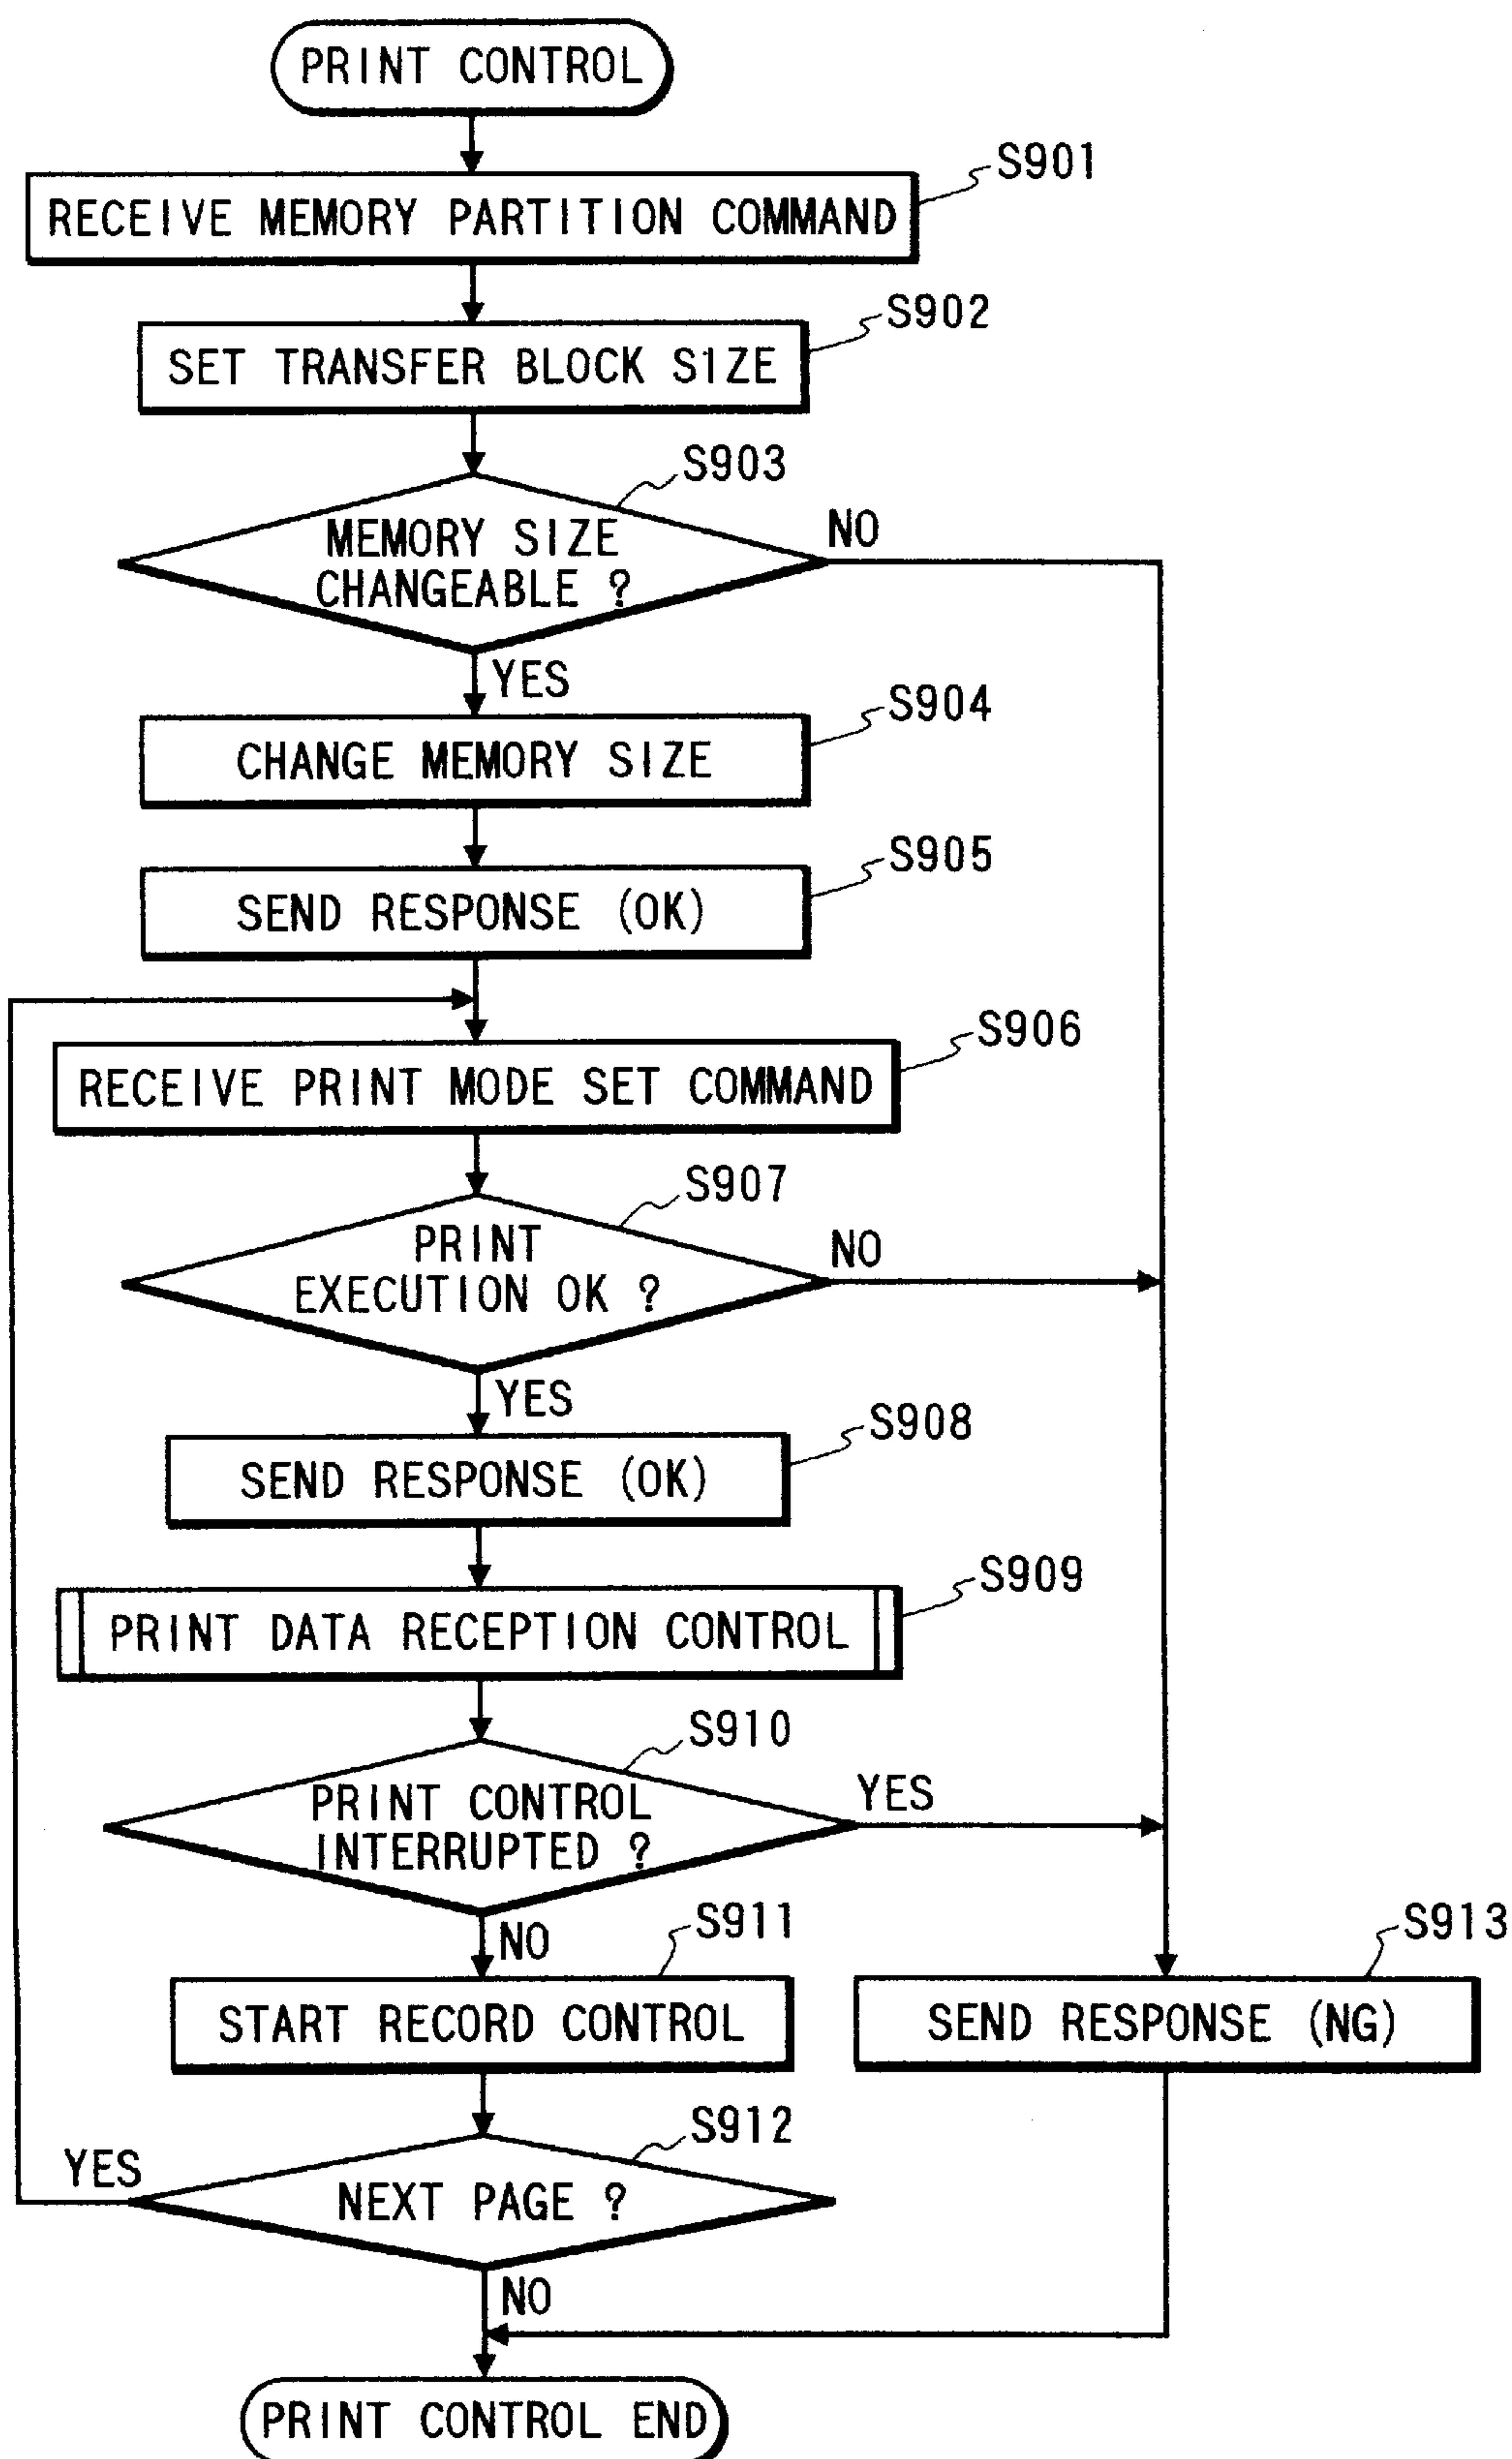 PRINT CONTROL
S901
RECEIVE MEMORY PARTITION COMMAND
S902
SET TRANSFER BLOCK SIZE
S903
MEMORY SIZE
CHANGEABLE ?
NO
YES
S904
CHANGE MEMORY SIZE
S905
SEND RESPONSE (OK)
S906
RECEIVE PRINT MODE SET COMMAND
S907
PRINT
EXECUTION OK ?
NO
YES
S908
SEND RESPONSE (OK)
S909
PRINT DATA RECEPTION CONTROL
S910
PRINT CONTROL
INTERRUPTED ?
YES
NO
S911
START RECORD CONTROL
S913
SEND RESPONSE (NG)
S912
NEXT PAGE ?
YES
NO
PRINT CONTROL END